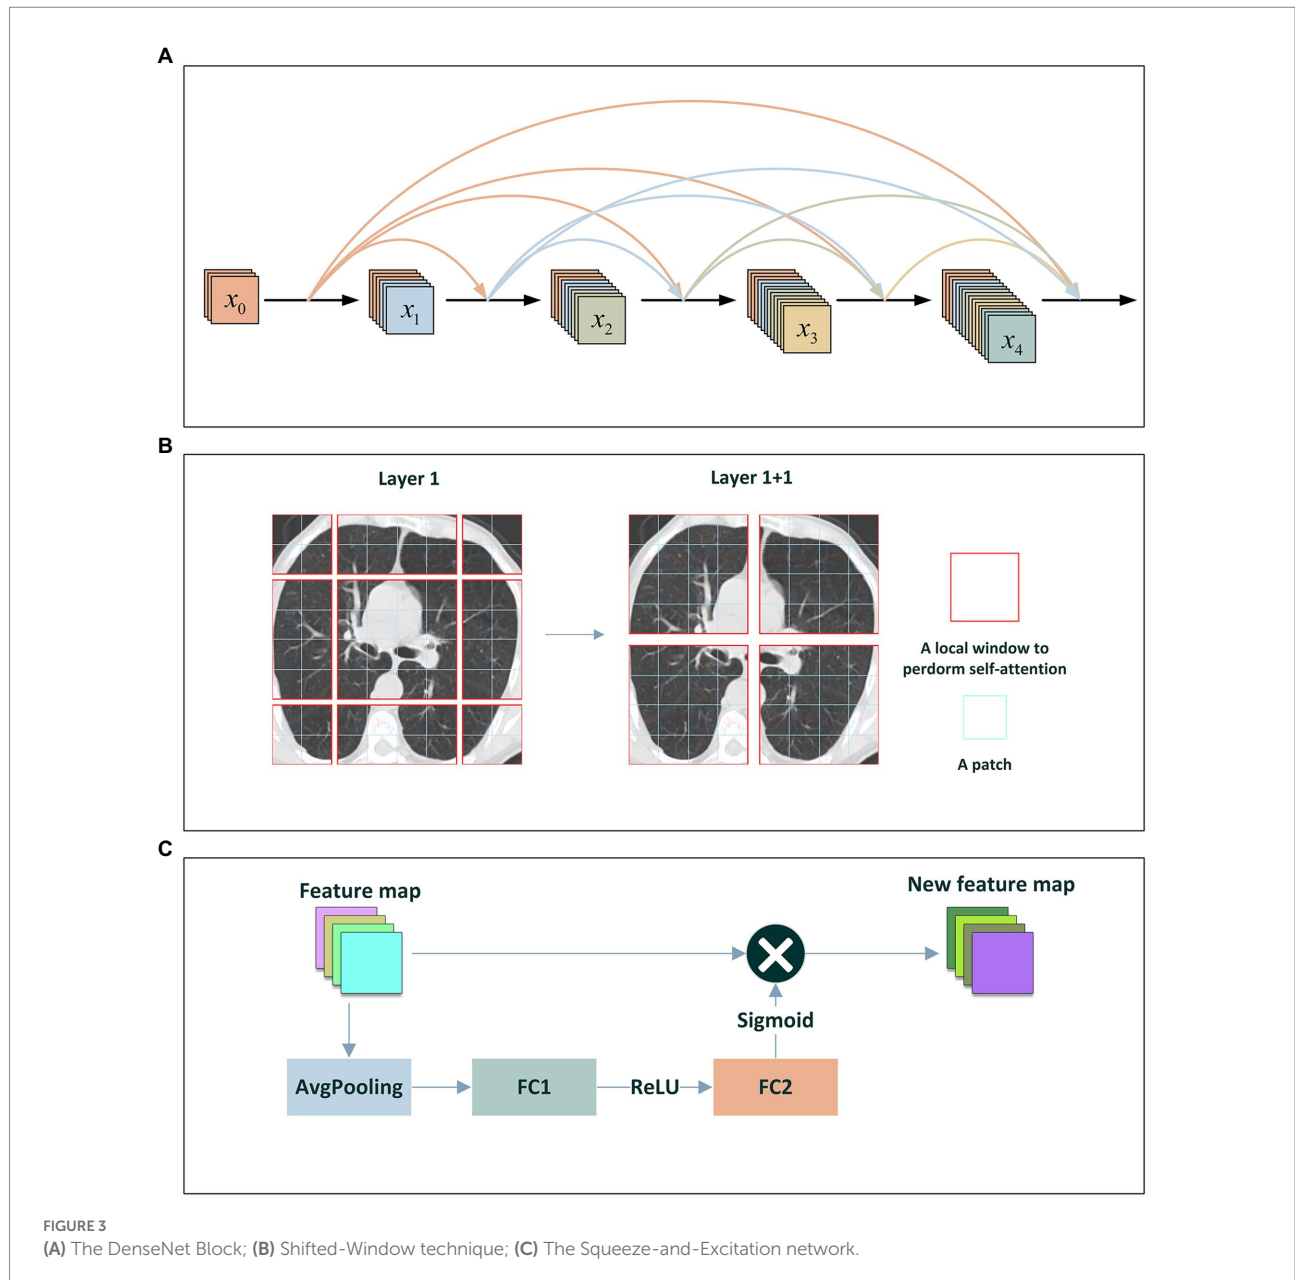 A
x0
x1
x2
x3
x4
B
Layer 1
Layer 1+1
A local window to
perdorm self-attention
A patch
C
Feature map
New feature map
Sigmoid
AvgPooling
FC1
ReLU
FC2
FIGURE 3
(A) The DenseNet Block; (B) Shifted-Window technique; (C) The Squeeze-and-Excitation network.